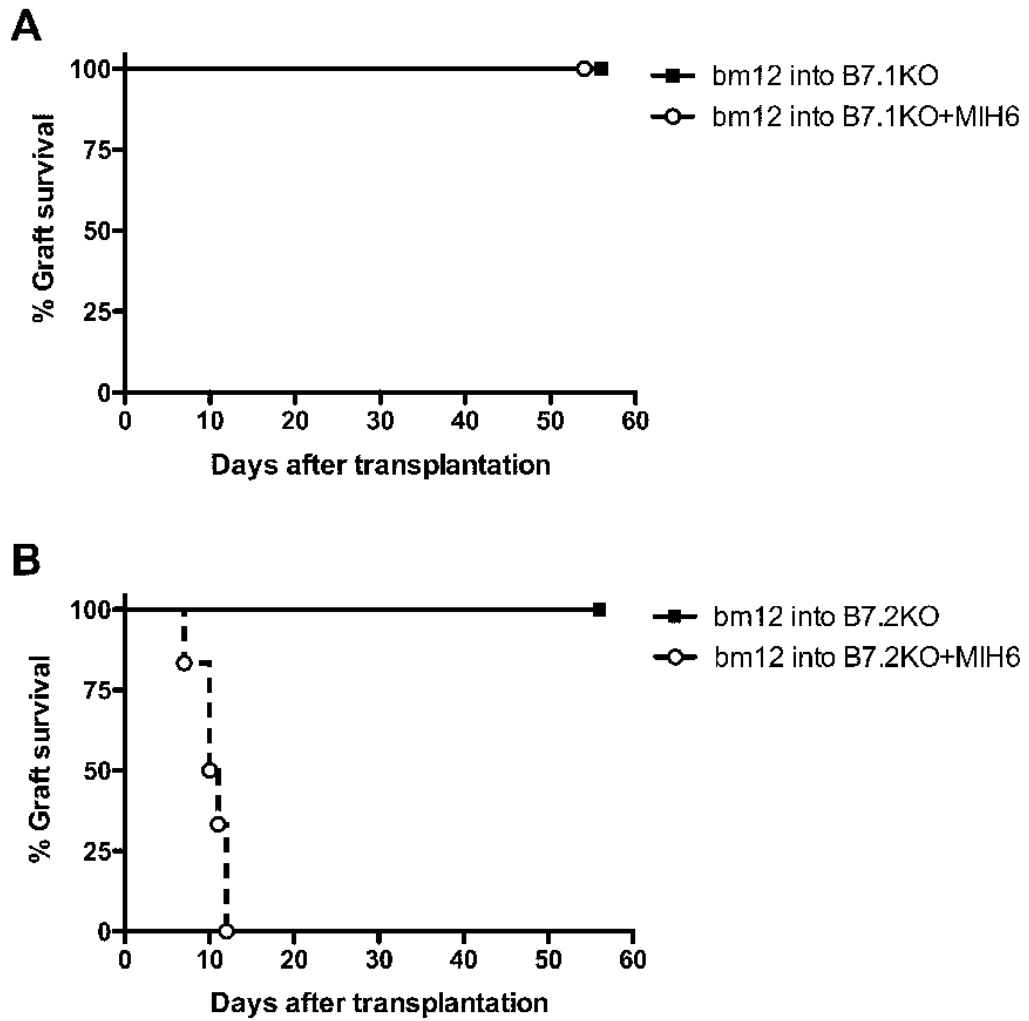 A
% Graft survival
100
75
50
25
0
0 10 20 30 40 50 60
Days after transplantation
bm12 into B7.1KO
bm12 into B7.1KO+MIH6
B
% Graft survival
100
75
50
25
0
0 10 20 30 40 50 60
Days after transplantation
bm12 into B7.2KO
bm12 into B7.2KO+MIH6